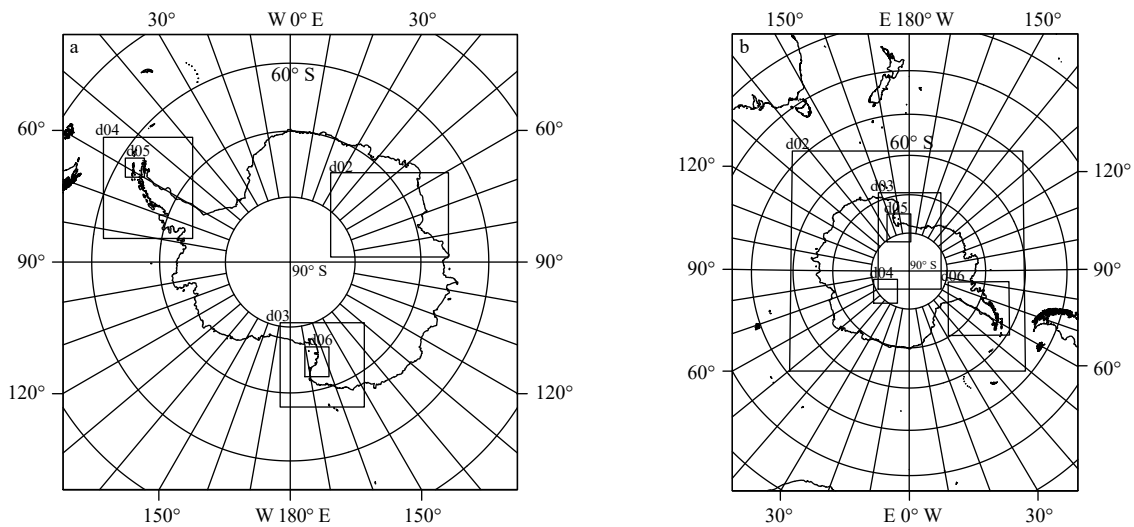 30° W 0° E 30°
a
60° S
60° 60°
d04
d05
d02
90° 90° S 90°
d03
d06
120° 120°
150° W 180° E 150°
150° E 180° W 150°
b
60° S
d02
120° 120°
d03
d05
90° 90° S 90°
d04 d06
60° 60°
30° E 0° W 30°